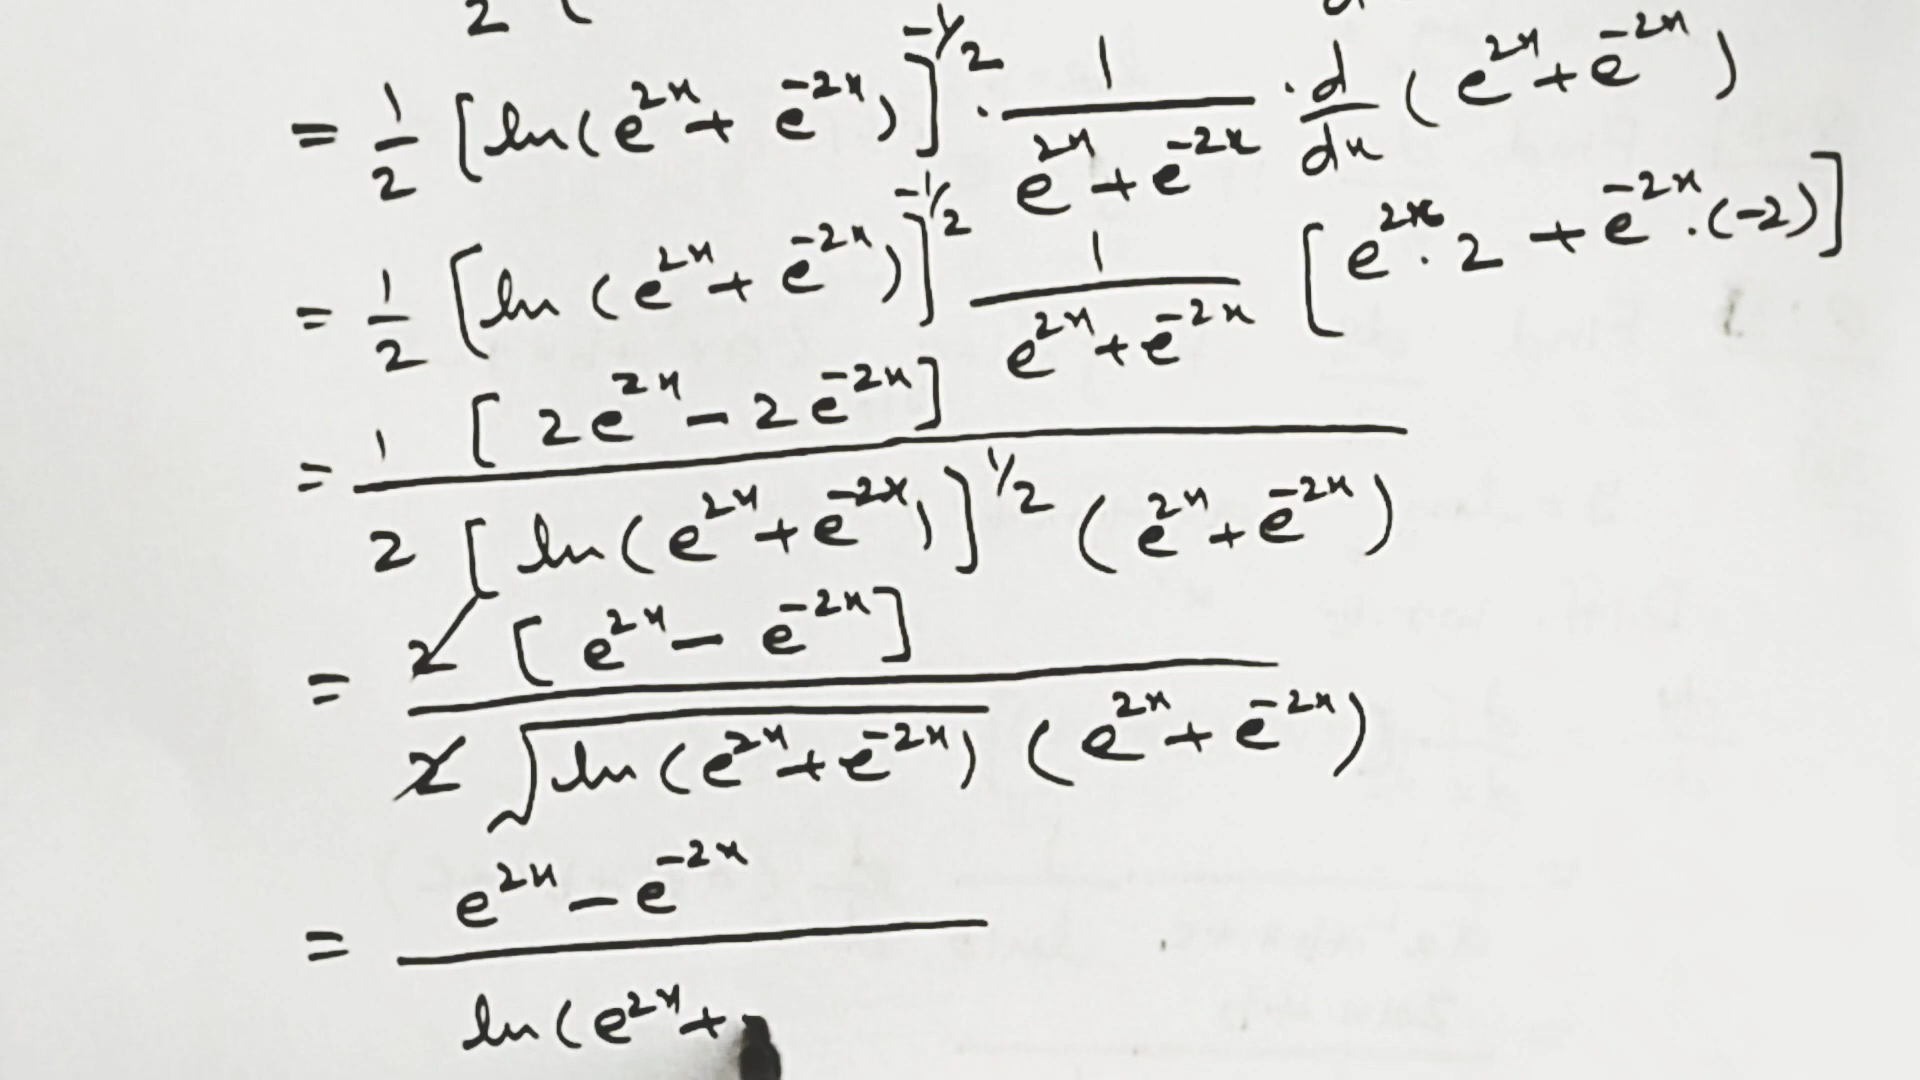 2 (
= 1/2 [ln(e^{2x} + e^{-2x})]^{-1/2} · 1/(e^{2x} + e^{-2x}) · d/dx (e^{2x} + e^{-2x})
= 1/2 [ln (e^{2x} + e^{-2x})]^{-1/2} 1/(e^{2x} + e^{-2x}) [e^{2x} · 2 + e^{-2x} · (-2)]
= 1 [2e^{2x} - 2e^{-2x}] / 2 [ln (e^{2x} + e^{-2x})]^{1/2} (e^{2x} + e^{-2x})
= 2 [e^{2x} - e^{-2x}] / 2 √ln (e^{2x} + e^{-2x}) (e^{2x} + e^{-2x})
= e^{2x} - e^{-2x} / ln (e^{2x} +